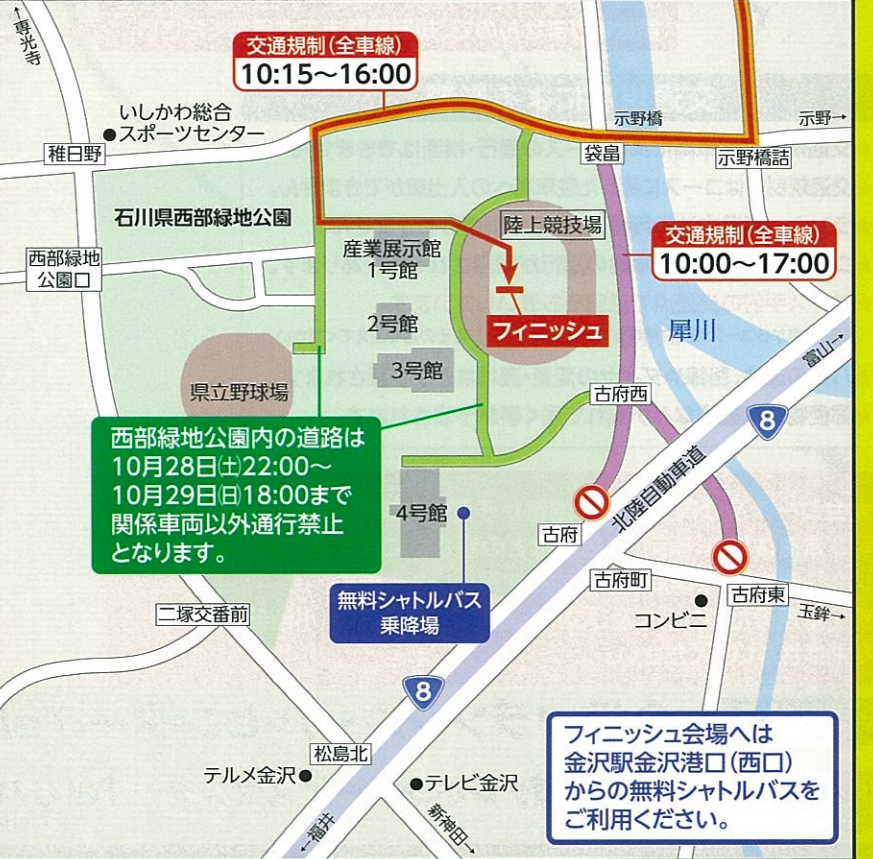 ←専光寺
交通規制(全車線)
10:15～16:00
いしかわ総合
スポーツセンター
稚日野
示野橋
示野→
袋畠
示野橋詰
石川県西部緑地公園
陸上競技場
西部緑地
公園口
産業展示館
1号館
交通規制(全車線)
10:00～17:00
2号館
フィニッシュ
犀川
富山→
3号館
県立野球場
古府西
8
西部緑地公園内の道路は
10月28日㈯22:00～
10月29日㈰18:00まで
関係車両以外通行禁止
となります。
北陸自動車道
4号館
古府
古府町
無料シャトルバス
乗降場
古府東
コンビニ
玉鉾→
二塚交番前
8
フィニッシュ会場へは
金沢駅金沢港口(西口)
からの無料シャトルバスを
ご利用ください。
松島北
テルメ金沢
テレビ金沢
←福井
新神田→